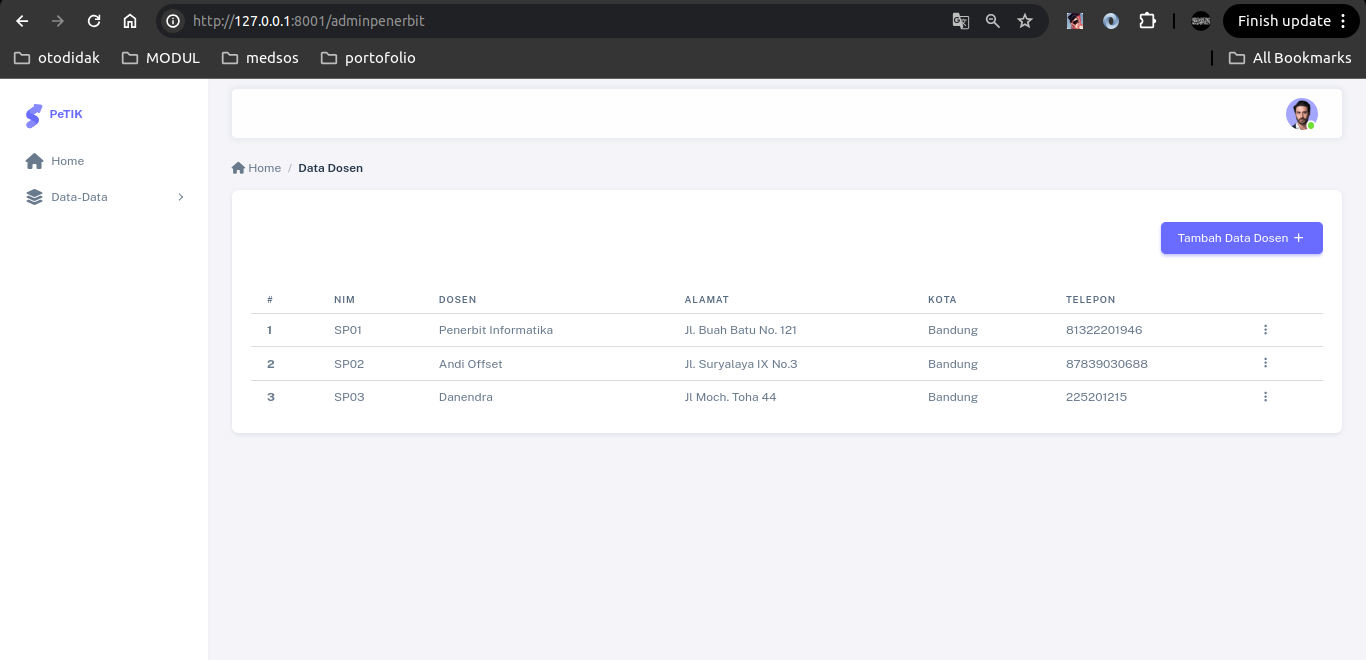 http://127.0.0.1:8001/adminpenerbit
Finish update
otodidak MODUL medsos portofolio All Bookmarks
PeTIK
Home
Data-Data
Home / Data Dosen
Tambah Data Dosen +
# NIM DOSEN ALAMAT KOTA TELEPON
1 SP01 Penerbit Informatika Jl. Buah Batu No. 121 Bandung 81322201946
2 SP02 Andi Offset Jl. Suryalaya IX No.3 Bandung 87839030688
3 SP03 Danendra Jl Moch. Toha 44 Bandung 225201215